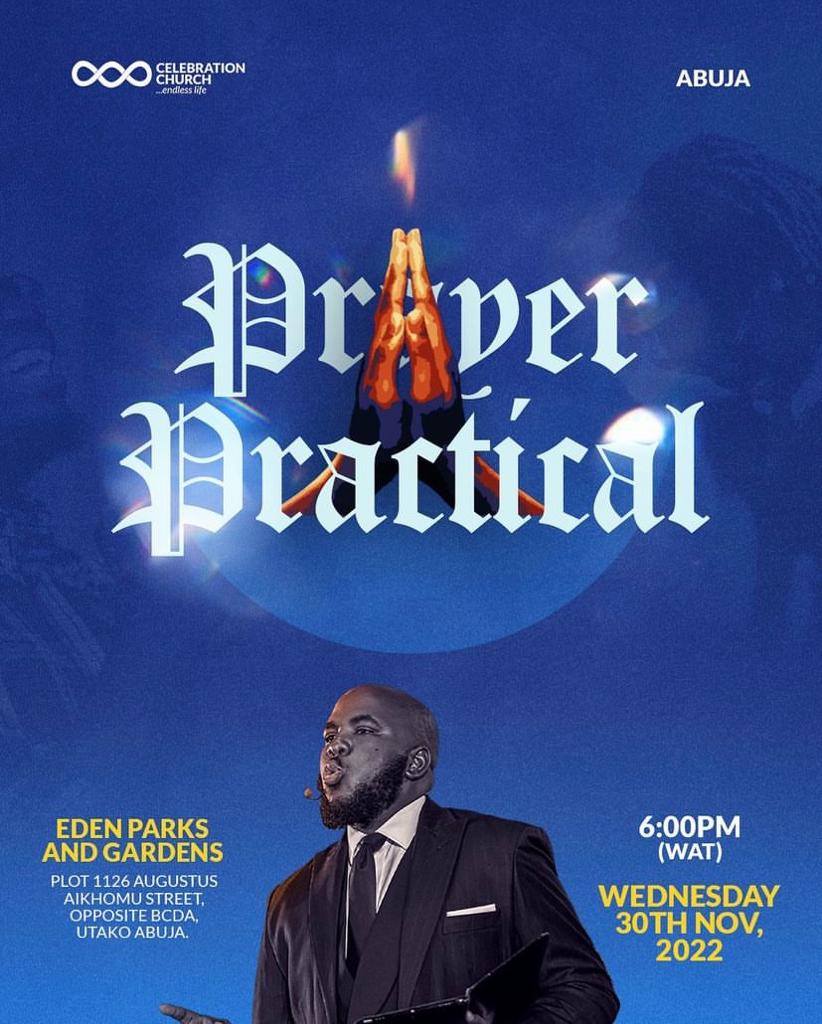 CELEBRATION
CHURCH
...endless life
ABUJA
Prayer
Practical
EDEN PARKS
AND GARDENS
PLOT 1126 AUGUSTUS
AIKHOMU STREET,
OPPOSITE BCDA,
UTAKO ABUJA.
6:00PM
(WAT)
WEDNESDAY
30TH NOV,
2022